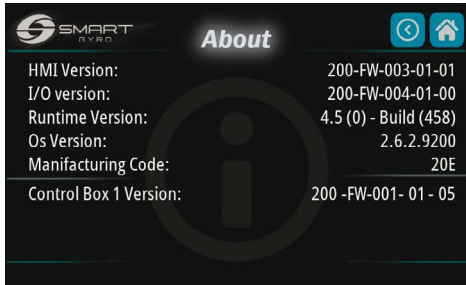 SMART
GYRO
About
HMI Version: 200-FW-003-01-01
I/O version: 200-FW-004-01-00
Runtime Version: 4.5 (0) - Build (458)
Os Version: 2.6.2.9200
Manifacturing Code: 20E
Control Box 1 Version: 200 -FW-001- 01 - 05